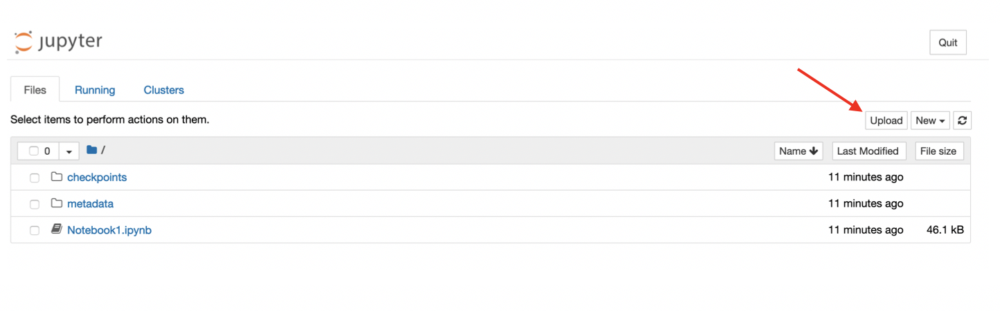 jupyter
Quit
Files Running Clusters
Select items to perform actions on them.
Upload New
0 / Name Last Modified File size
checkpoints 11 minutes ago
metadata 11 minutes ago
Notebook1.ipynb 11 minutes ago 46.1 kB